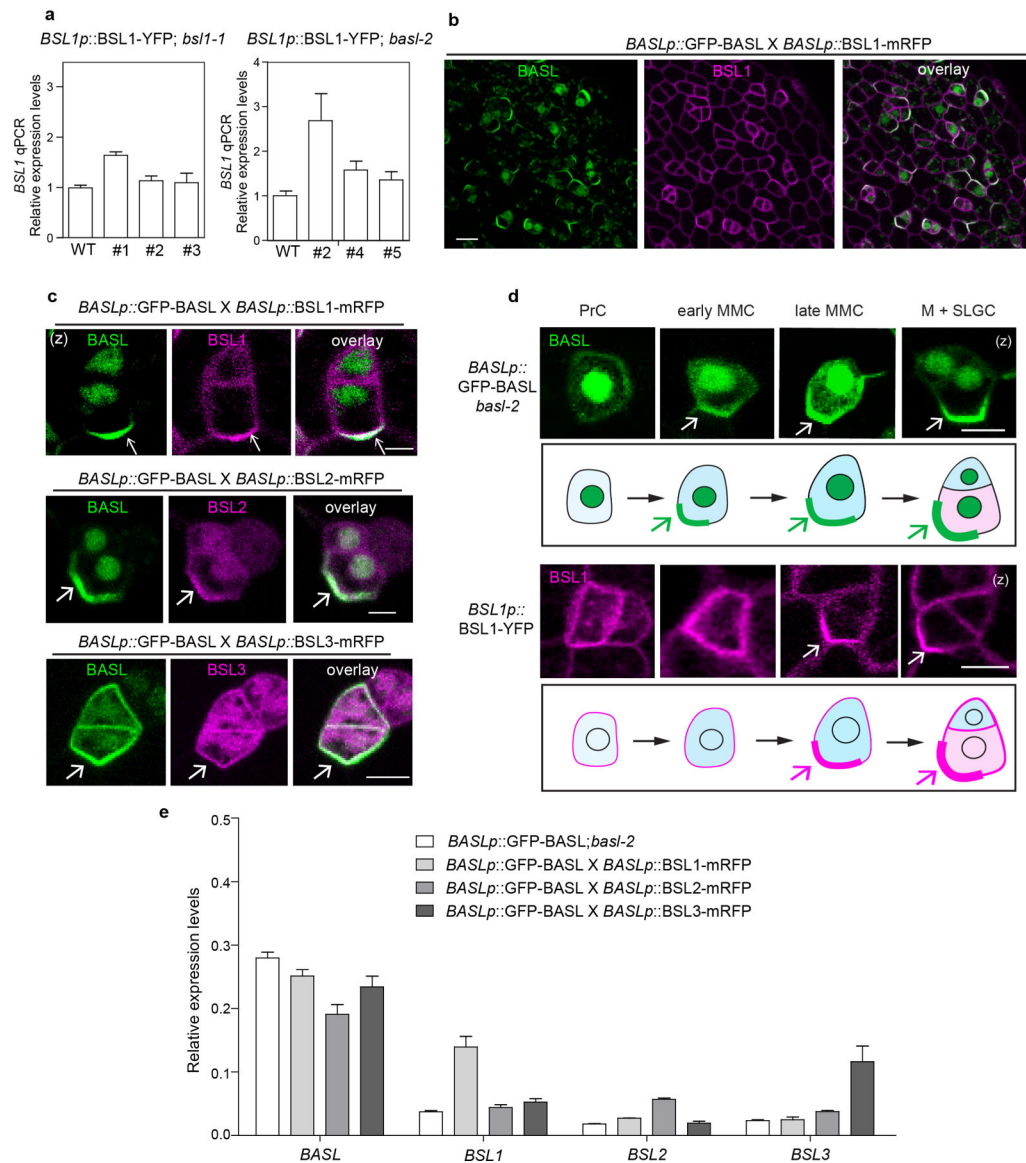 a
BSL1p::BSL1-YFP; bsl1-1
BSL1 qPCR
Relative expression levels
3
2
1
0
WT #1 #2 #3
BSL1p::BSL1-YFP; basl-2
BSL1 qPCR
Relative expression levels
4
3
2
1
0
WT #2 #4 #5
b
BASLp::GFP-BASL X BASLp::BSL1-mRFP
BASL BSL1 overlay
c
BASLp::GFP-BASL X BASLp::BSL1-mRFP
(z) BASL BSL1 overlay
BASLp::GFP-BASL X BASLp::BSL2-mRFP
BASL BSL2 overlay
BASLp::GFP-BASL X BASLp::BSL3-mRFP
BASL BSL3 overlay
d
PrC early MMC late MMC M + SLGC
BASL (z)
BASLp::
GFP-BASL
basl-2
BSL1 (z)
BSL1p::
BSL1-YFP
e
Relative expression levels
0.5
0.4
0.3
0.2
0.1
0.0
BASLp::GFP-BASL;basl-2
BASLp::GFP-BASL X BASLp::BSL1-mRFP
BASLp::GFP-BASL X BASLp::BSL2-mRFP
BASLp::GFP-BASL X BASLp::BSL3-mRFP
BASL BSL1 BSL2 BSL3